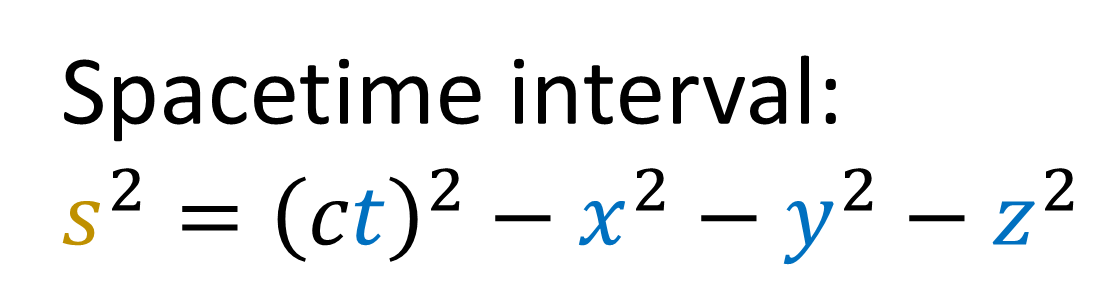 Spacetime interval:
s² = (ct)² − x² − y² − z²